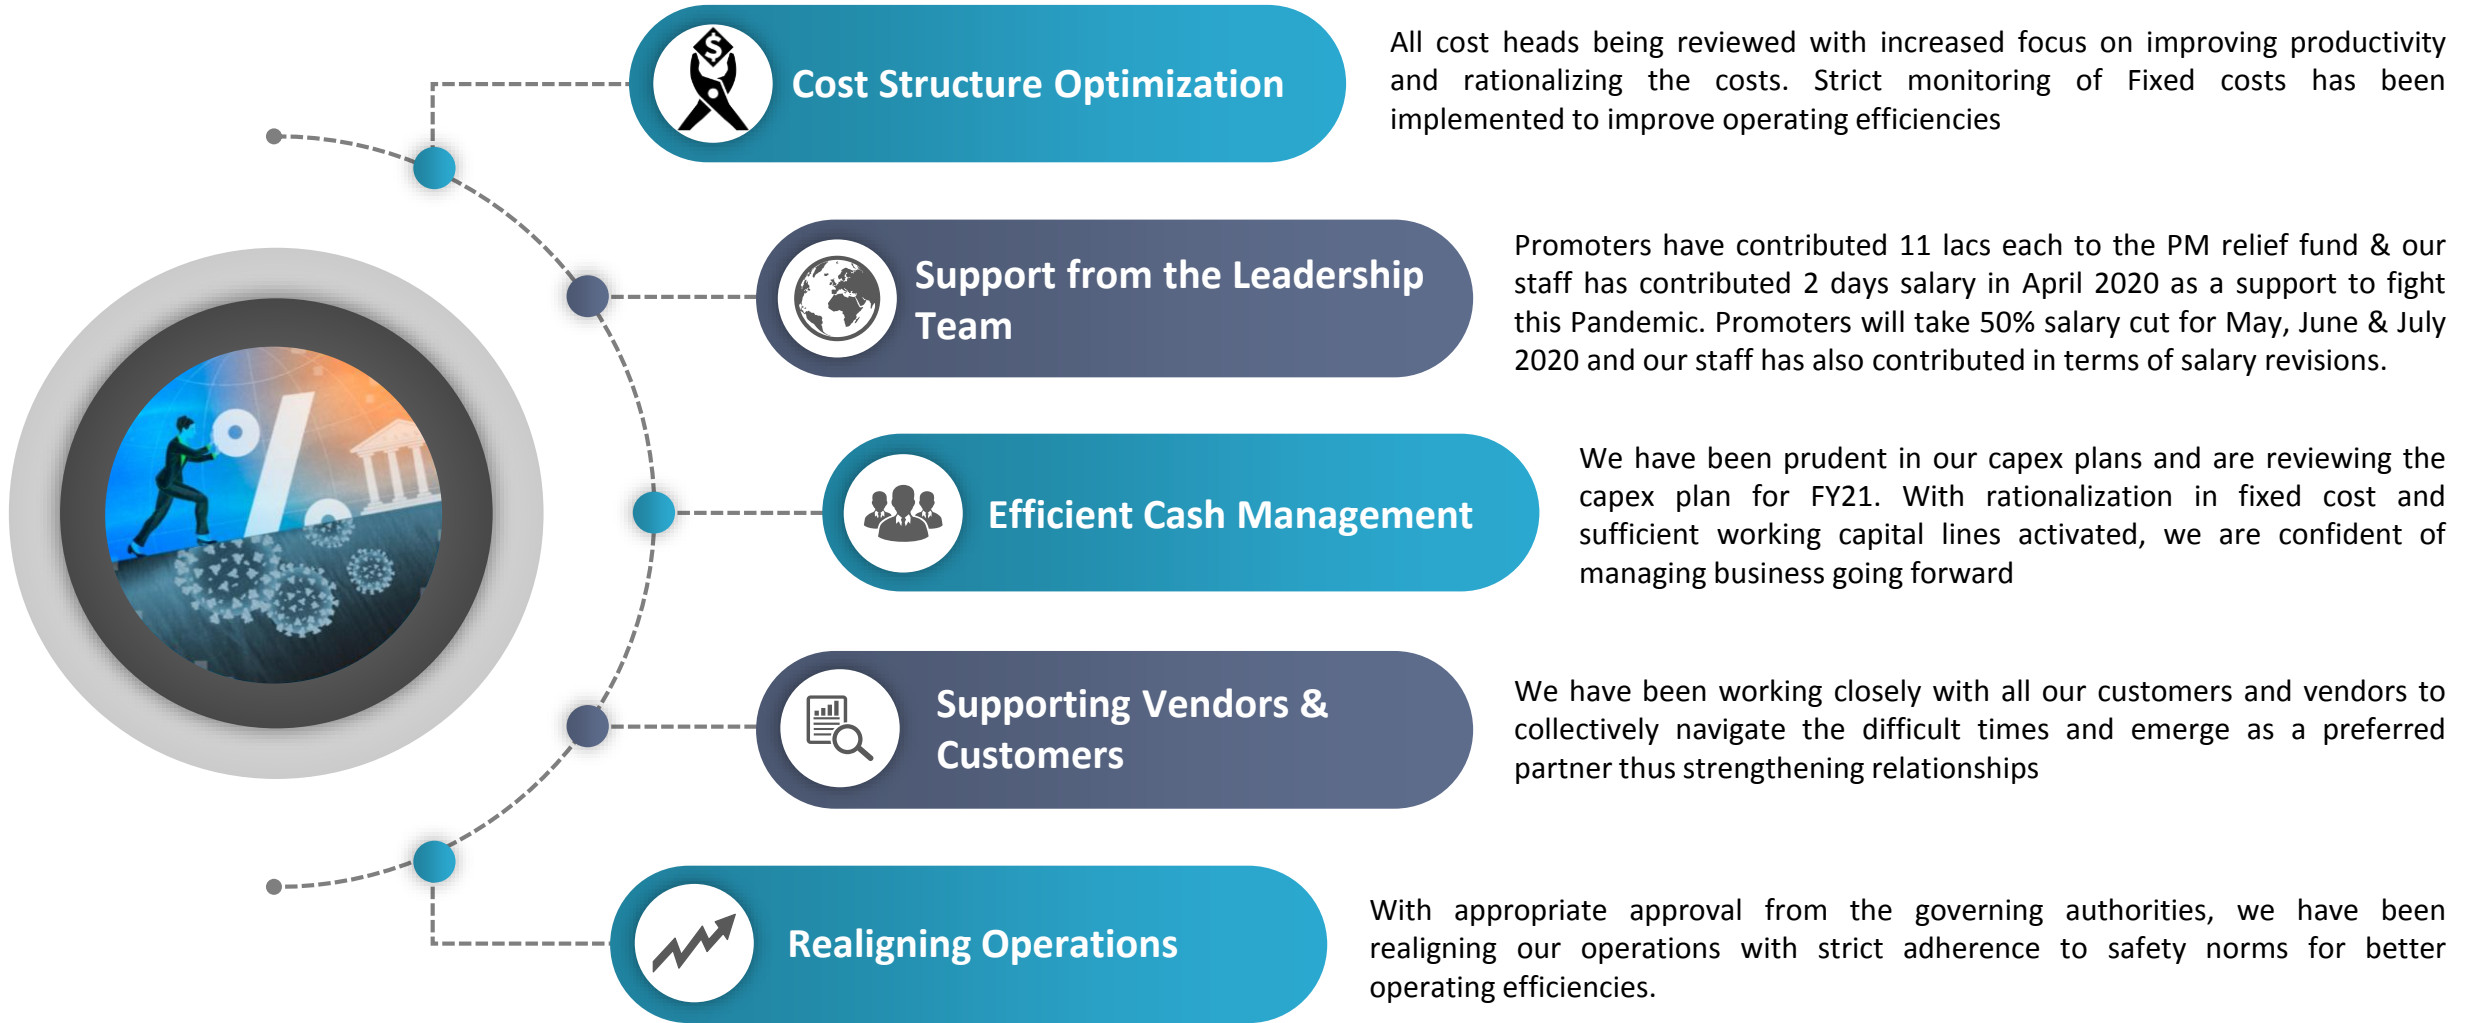 Cost Structure Optimization
All cost heads being reviewed with increased focus on improving productivity
and rationalizing the costs. Strict monitoring of Fixed costs has been
implemented to improve operating efficiencies
Support from the Leadership
Team
Promoters have contributed 11 lacs each to the PM relief fund & our
staff has contributed 2 days salary in April 2020 as a support to fight
this Pandemic. Promoters will take 50% salary cut for May, June & July
2020 and our staff has also contributed in terms of salary revisions.
Efficient Cash Management
We have been prudent in our capex plans and are reviewing the
capex plan for FY21. With rationalization in fixed cost and
sufficient working capital lines activated, we are confident of
managing business going forward
Supporting Vendors &
Customers
We have been working closely with all our customers and vendors to
collectively navigate the difficult times and emerge as a preferred
partner thus strengthening relationships
Realigning Operations
With appropriate approval from the governing authorities, we have been
realigning our operations with strict adherence to safety norms for better
operating efficiencies.
$
%